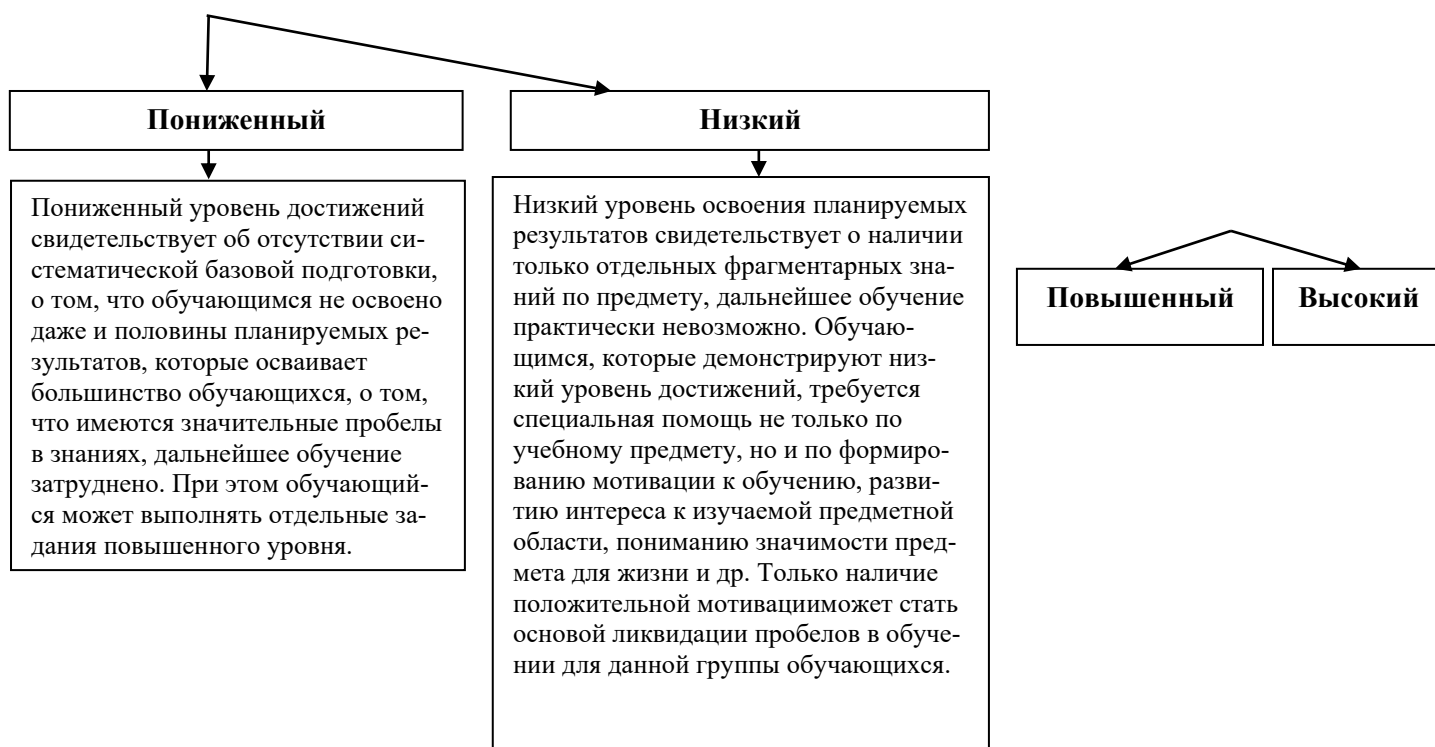 Пониженный
Низкий
Пониженный уровень достижений
свидетельствует об отсутствии си-
стематической базовой подготовки,
о том, что обучающимся не освоено
даже и половины планируемых ре-
зультатов, которые осваивает
большинство обучающихся, о том,
что имеются значительные пробелы
в знаниях, дальнейшее обучение
затруднено. При этом обучающий-
ся может выполнять отдельные за-
дания повышенного уровня.
Низкий уровень освоения планируемых
результатов свидетельствует о наличии
только отдельных фрагментарных зна-
ний по предмету, дальнейшее обучение
практически невозможно. Обучаю-
щимся, которые демонстрируют низ-
кий уровень достижений, требуется
специальная помощь не только по
учебному предмету, но и по формиро-
ванию мотивации к обучению, разви-
тию интереса к изучаемой предметной
области, пониманию значимости пред-
мета для жизни и др. Только наличие
положительной мотивацииможет стать
основой ликвидации пробелов в обуче-
нии для данной группы обучающихся.
Повышенный
Высокий